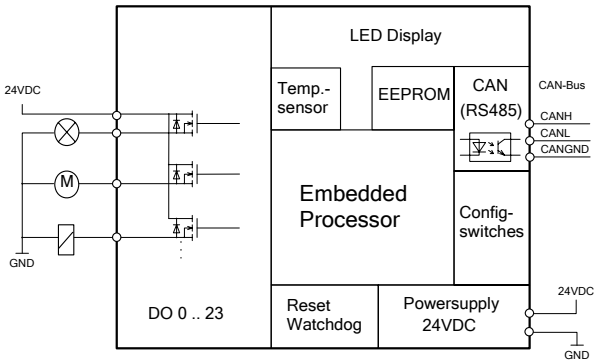 LED Display
Temp.-
sensor
EEPROM
CAN
(RS485)
CAN-Bus
24VDC
CANH
CANL
CANGND
M
Embedded
Processor
Config-
switches
GND
DO 0 .. 23
Reset
Watchdog
Powersupply
24VDC
24VDC
GND